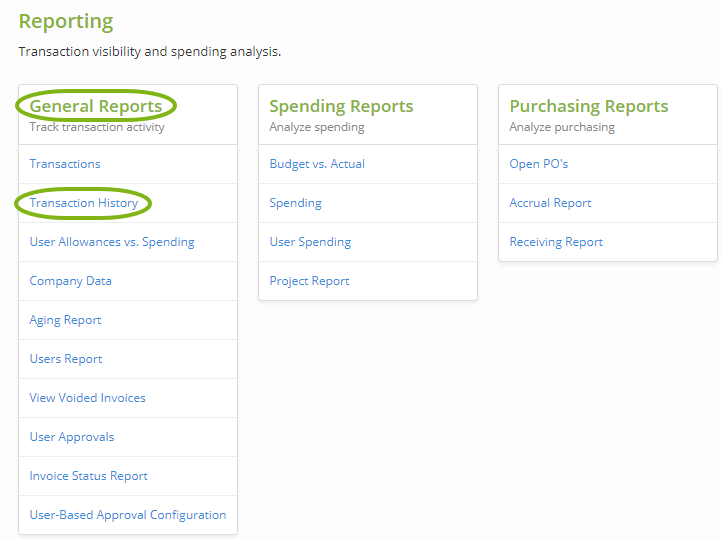 Reporting
Transaction visibility and spending analysis.
General Reports
Track transaction activity
Transactions
Transaction History
User Allowances vs. Spending
Company Data
Aging Report
Users Report
View Voided Invoices
User Approvals
Invoice Status Report
User-Based Approval Configuration
Spending Reports
Analyze spending
Budget vs. Actual
Spending
User Spending
Project Report
Purchasing Reports
Analyze purchasing
Open PO's
Accrual Report
Receiving Report